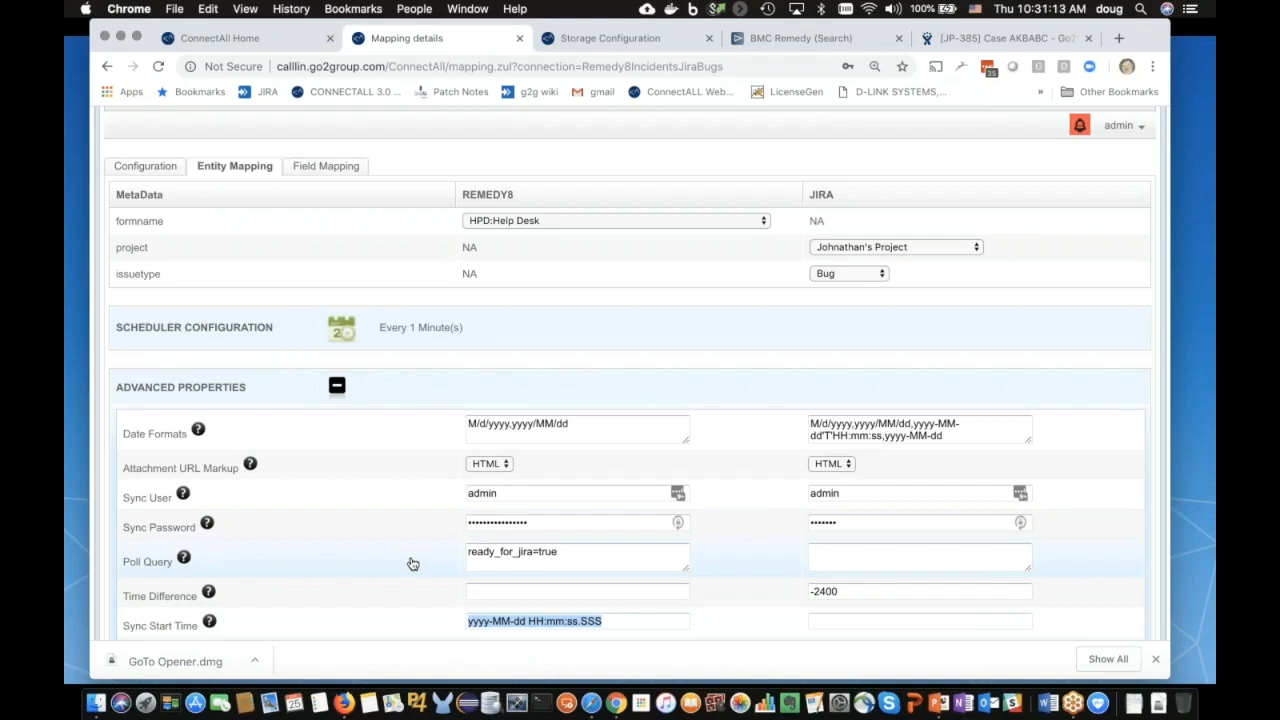 Chrome File Edit View History Bookmarks People Window Help 100% Thu 10:31:13 AM doug
ConnectAll Home Mapping details Storage Configuration BMC Remedy (Search) [JP-385] Case AKBABC - Go2
Not Secure calllin.go2group.com/ConnectAll/mapping.zul?connection=Remedy8IncidentsJiraBugs
Apps Bookmarks JIRA CONNECTALL 3.0 ... Patch Notes g2g wiki gmail ConnectALL Web... LicenseGen D-LINK SYSTEMS,... » Other Bookmarks
admin
Configuration Entity Mapping Field Mapping
MetaData REMEDY8 JIRA
formname HPD:Help Desk NA
project NA Johnathan's Project
issuetype NA Bug
SCHEDULER CONFIGURATION Every 1 Minute(s)
ADVANCED PROPERTIES
Date Formats M/d/yyyy,yyyy/MM/dd M/d/yyyy,yyyy/MM/dd,yyyy-MM-
dd'T'HH:mm:ss,yyyy-MM-dd
Attachment URL Markup HTML HTML
Sync User admin admin
Sync Password
Poll Query ready_for_jira=true
Time Difference -2400
Sync Start Time yyyy-MM-dd HH:mm:ss.SSS
GoTo Opener.dmg Show All